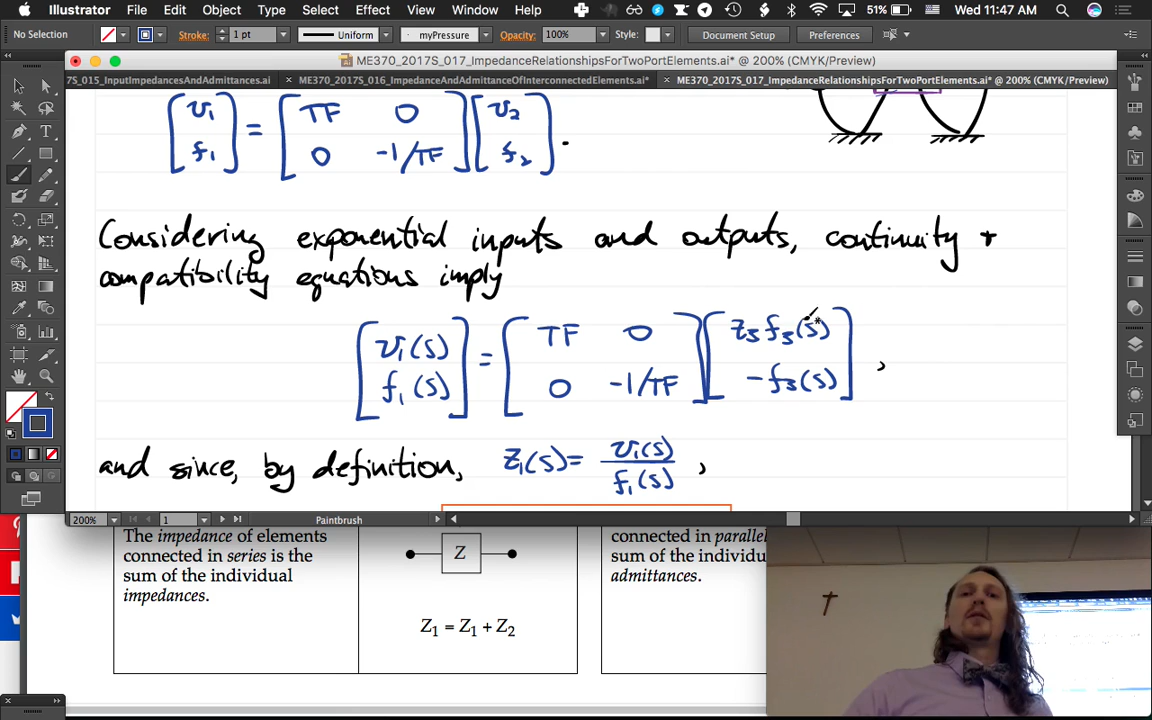 Illustrator File Edit Object Type Select Effect View Window Help 51% Wed 11:47 AM
No Selection Stroke: 1 pt Uniform myPressure Opacity: 100% Style: Document Setup Preferences
ME370_2017S_017_ImpedanceRelationshipsForTwoPortElements.ai* @ 200% (CMYK/Preview)
7S_015_InputImpedancesAndAdmittances.ai ME370_2017S_016_ImpedanceAndAdmittanceOfInterconnectedElements.ai* ME370_2017S_017_ImpedanceRelationshipsForTwoPortElements.ai* @ 200% (CMYK/Preview)
[v₁ f₁] = [TF 0 0 -1/TF] [v₂ f₂].
Considering exponential inputs and outputs, continuity +
compatibility equations imply
[v₁(s) f₁(s)] = [TF 0 0 -1/TF] [Z₃f₃(s) -f₃(s)],
and since, by definition, Z₁(s) = v₁(s)/f₁(s),
200% 1 Paintbrush
The impedance of elements
connected in series is the
sum of the individual
impedances.
Z
Z₁ = Z₁ + Z₂
connected in parallel
sum of the individu
admittances.